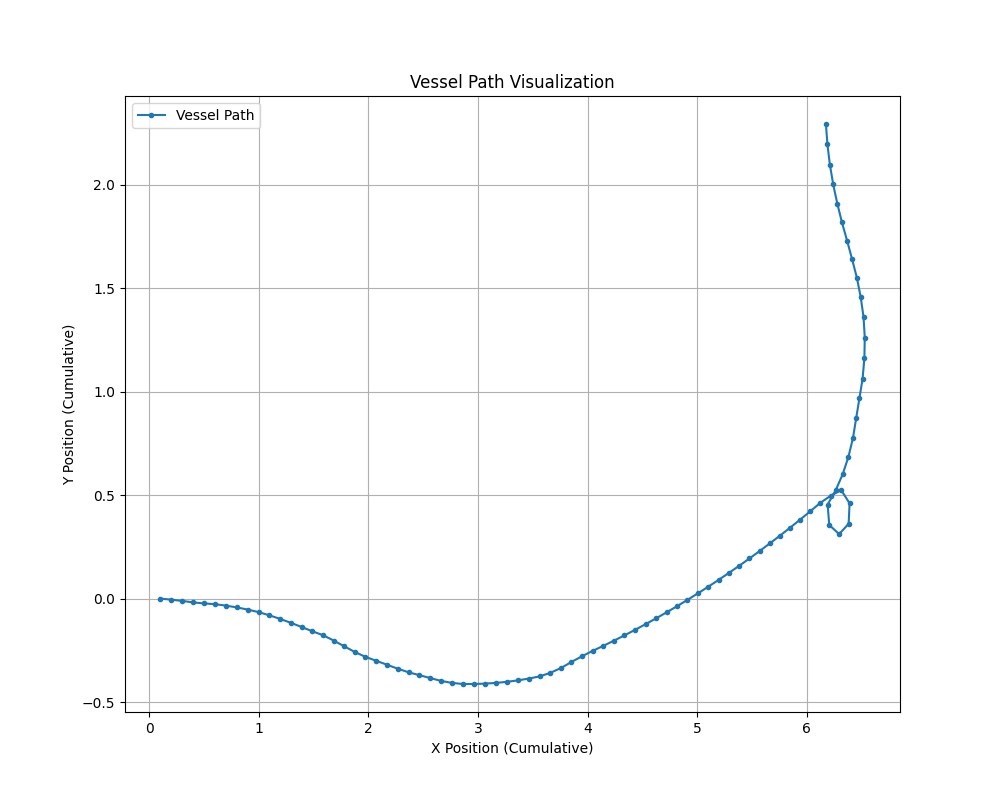 Vessel Path Visualization
Vessel Path
2.0
1.5
1.0
0.5
0.0
−0.5
Y Position (Cumulative)
0 1 2 3 4 5 6
X Position (Cumulative)